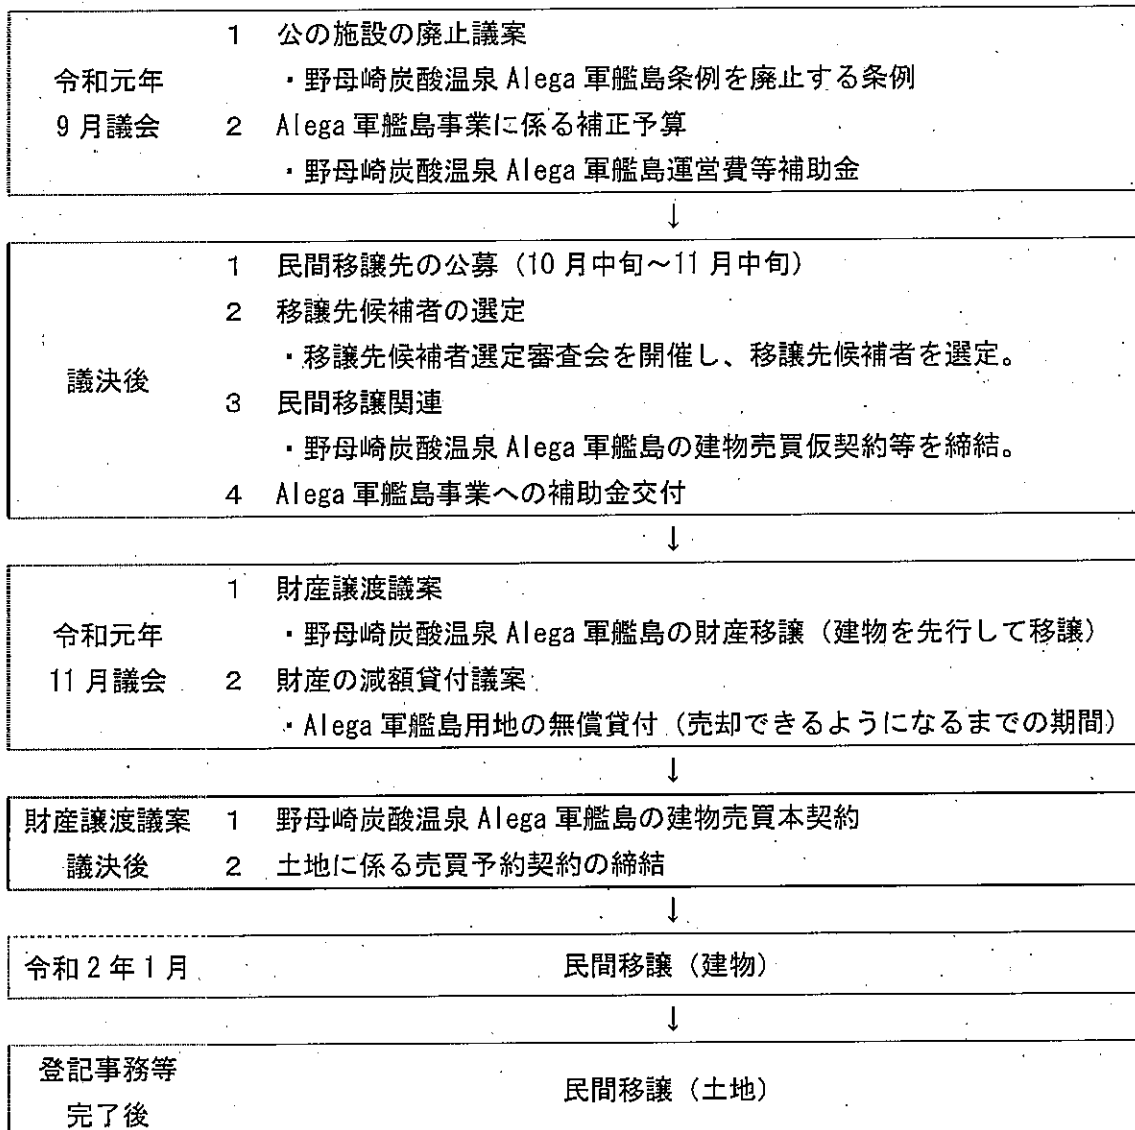 令和元年
9月議会
1 公の施設の廃止議案
・野母崎炭酸温泉 Alega 軍艦島条例を廃止する条例
2 Alega 軍艦島事業に係る補正予算
・野母崎炭酸温泉 Alega 軍艦島運営費等補助金
↓
議決後
1 民間移譲先の公募(10月中旬~11月中旬)
2 移譲先候補者の選定
・移譲先候補者選定審査会を開催し、移譲先候補者を選定。
3 民間移譲関連
・野母崎炭酸温泉 Alega 軍艦島の建物売買仮契約等を締結。
4 Alega 軍艦島事業への補助金交付
↓
令和元年
11月議会
1 財産譲渡議案
・野母崎炭酸温泉 Alega 軍艦島の財産移譲(建物を先行して移譲)
2 財産の減額貸付議案
・Alega 軍艦島用地の無償貸付(売却できるようになるまでの期間)
↓
財産譲渡議案
議決後
1 野母崎炭酸温泉 Alega 軍艦島の建物売買本契約
2 土地に係る売買予約契約の締結
↓
令和2年1月
民間移譲(建物)
↓
登記事務等
完了後
民間移譲(土地)